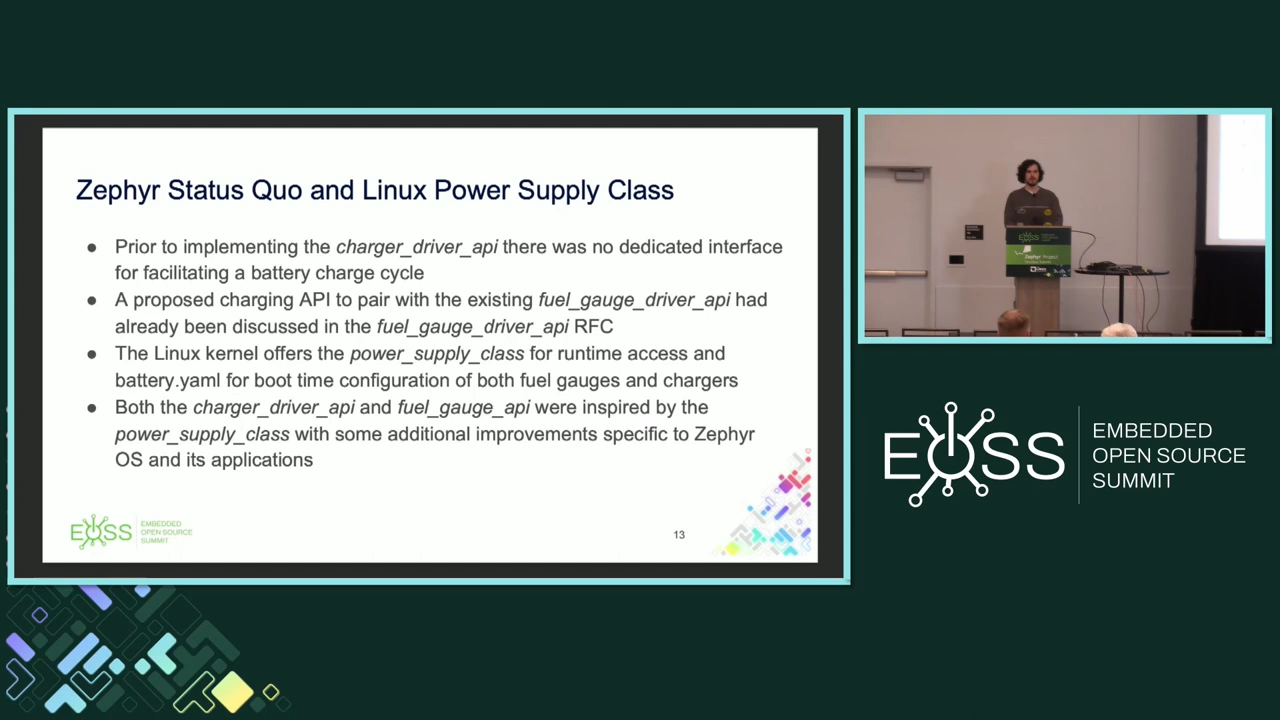 Zephyr Status Quo and Linux Power Supply Class
● Prior to implementing the charger_driver_api there was no dedicated interface
for facilitating a battery charge cycle
● A proposed charging API to pair with the existing fuel_gauge_driver_api had
already been discussed in the fuel_gauge_driver_api RFC
● The Linux kernel offers the power_supply_class for runtime access and
battery.yaml for boot time configuration of both fuel gauges and chargers
● Both the charger_driver_api and fuel_gauge_api were inspired by the
power_supply_class with some additional improvements specific to Zephyr
OS and its applications
EOSS
EMBEDDED
OPEN SOURCE
SUMMIT
13
EOSS
Zephyr Project
EOSS
EMBEDDED
OPEN SOURCE
SUMMIT